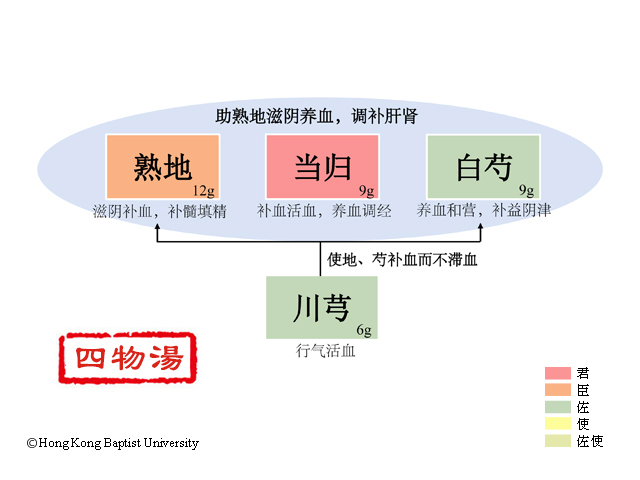 助熟地滋阴养血，调补肝肾
熟地
12g
当归
9g
白芍
9g
滋阴补血，补髓填精
补血活血，养血调经
养血和营，补益阴津
使地、芍补血而不滞血
川芎
6g
行气活血
四物湯
君
臣
佐
使
佐使
©Hong Kong Baptist University